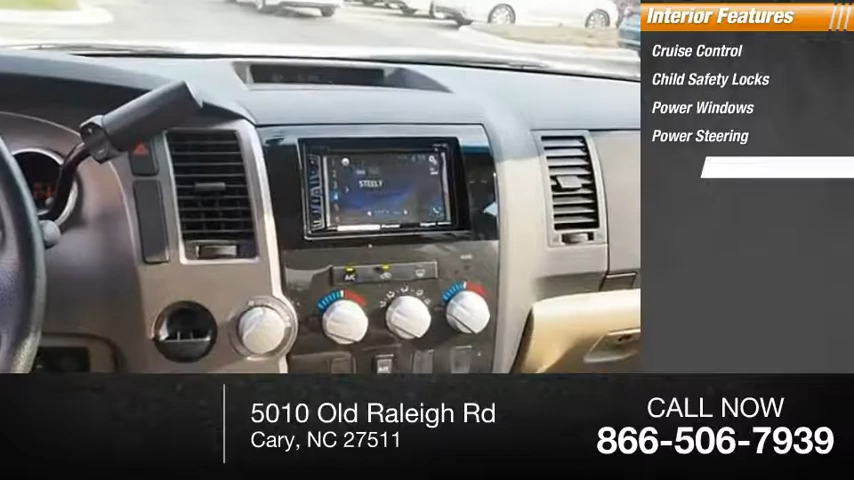 Interior Features
Cruise Control
Child Safety Locks
Power Windows
Power Steering
STEELY
A/C
5010 Old Raleigh Rd
Cary, NC 27511
CALL NOW
866-506-7939